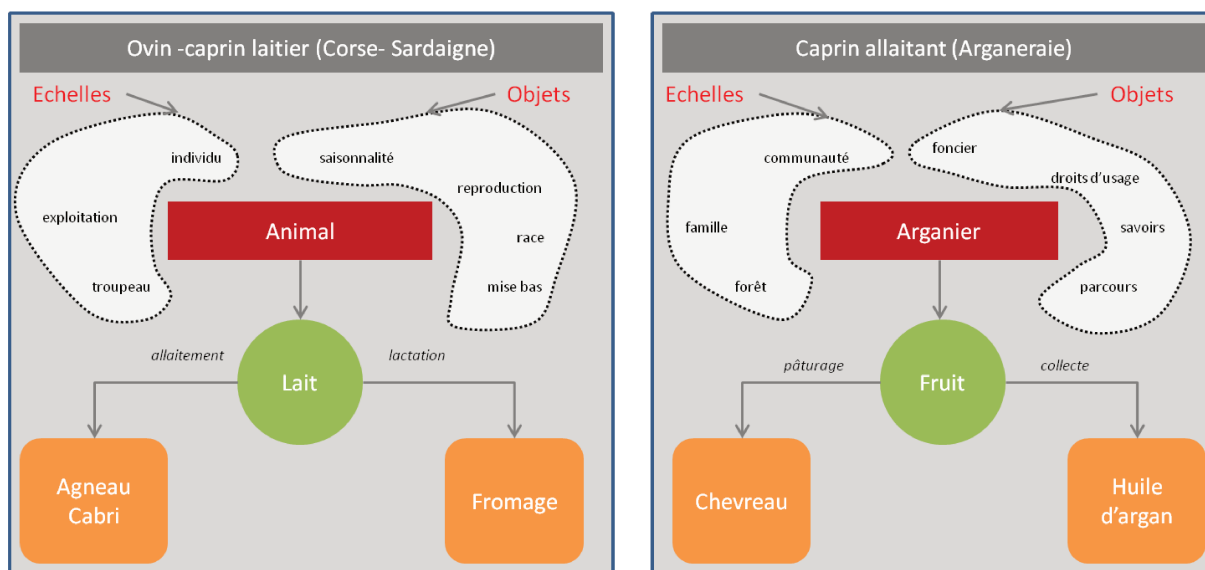 Ovin -caprin laitier (Corse- Sardaigne)
Echelles
Objets
individu
exploitation
troupeau
saisonnalité
reproduction
race
mise bas
Animal
Lait
allaitement
lactation
Agneau
Cabri
Fromage
Caprin allaitant (Arganeraie)
Echelles
Objets
communauté
famille
forêt
foncier
droits d'usage
savoirs
parcours
Arganier
Fruit
pâturage
collecte
Chevreau
Huile
d'argan